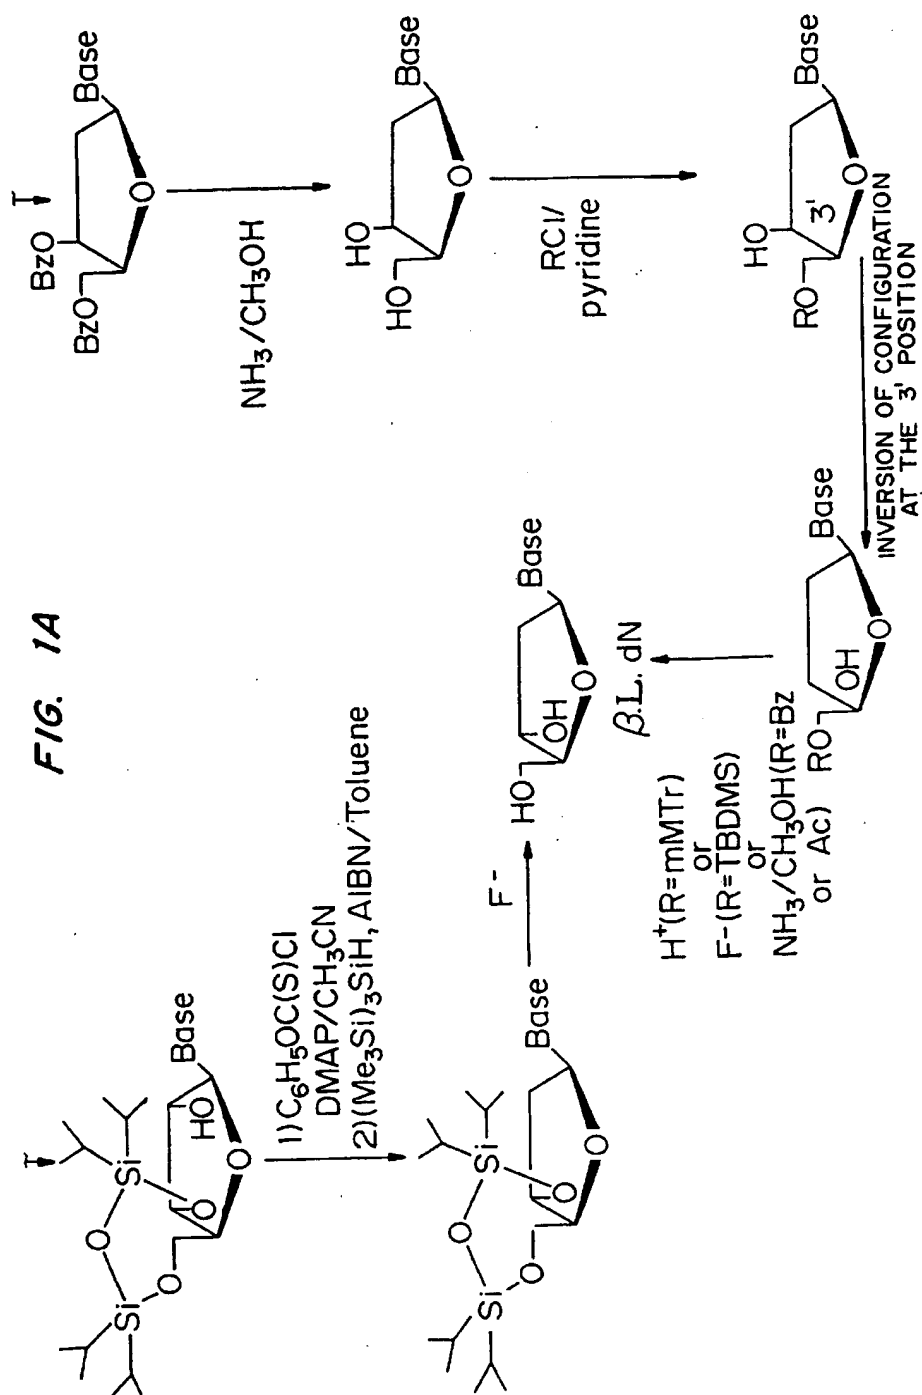 FIG. 1A
Si
O
Si
O
O
HO
Base
O
1) C6H5OC(S)Cl
DMAP/CH3CN
2)(Me3Si)3SiH, AIBN/Toluene
Si
O
Si
O
O
Base
O
F-
HO
OH
Base
O
β.L. dN
BzO
BzO
Base
O
NH3/CH3OH
HO
HO
Base
O
RCl/
pyridine
HO
RO
3'
Base
O
INVERSION OF CONFIGURATION
AT THE 3' POSITION
RO
OH
Base
O
H+(R=mMTr)
or
F-(R=TBDMS)
or
NH3/CH3OH(R=Bz
or Ac)